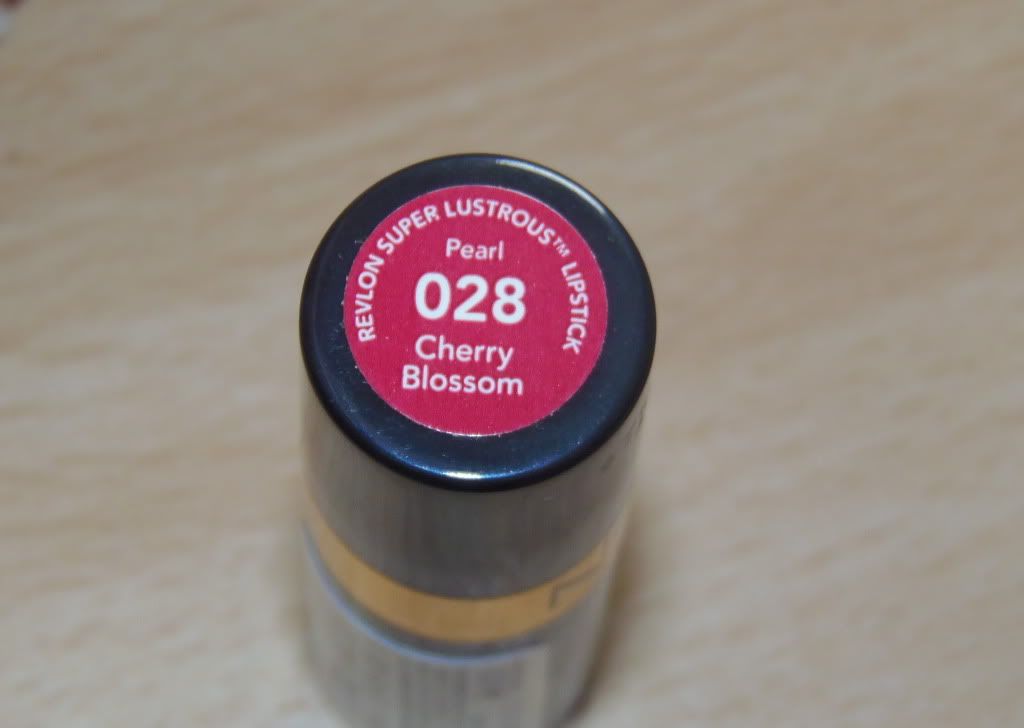 REVLON SUPER LUSTROUS™ LIPSTICK
Pearl
028
Cherry
Blossom